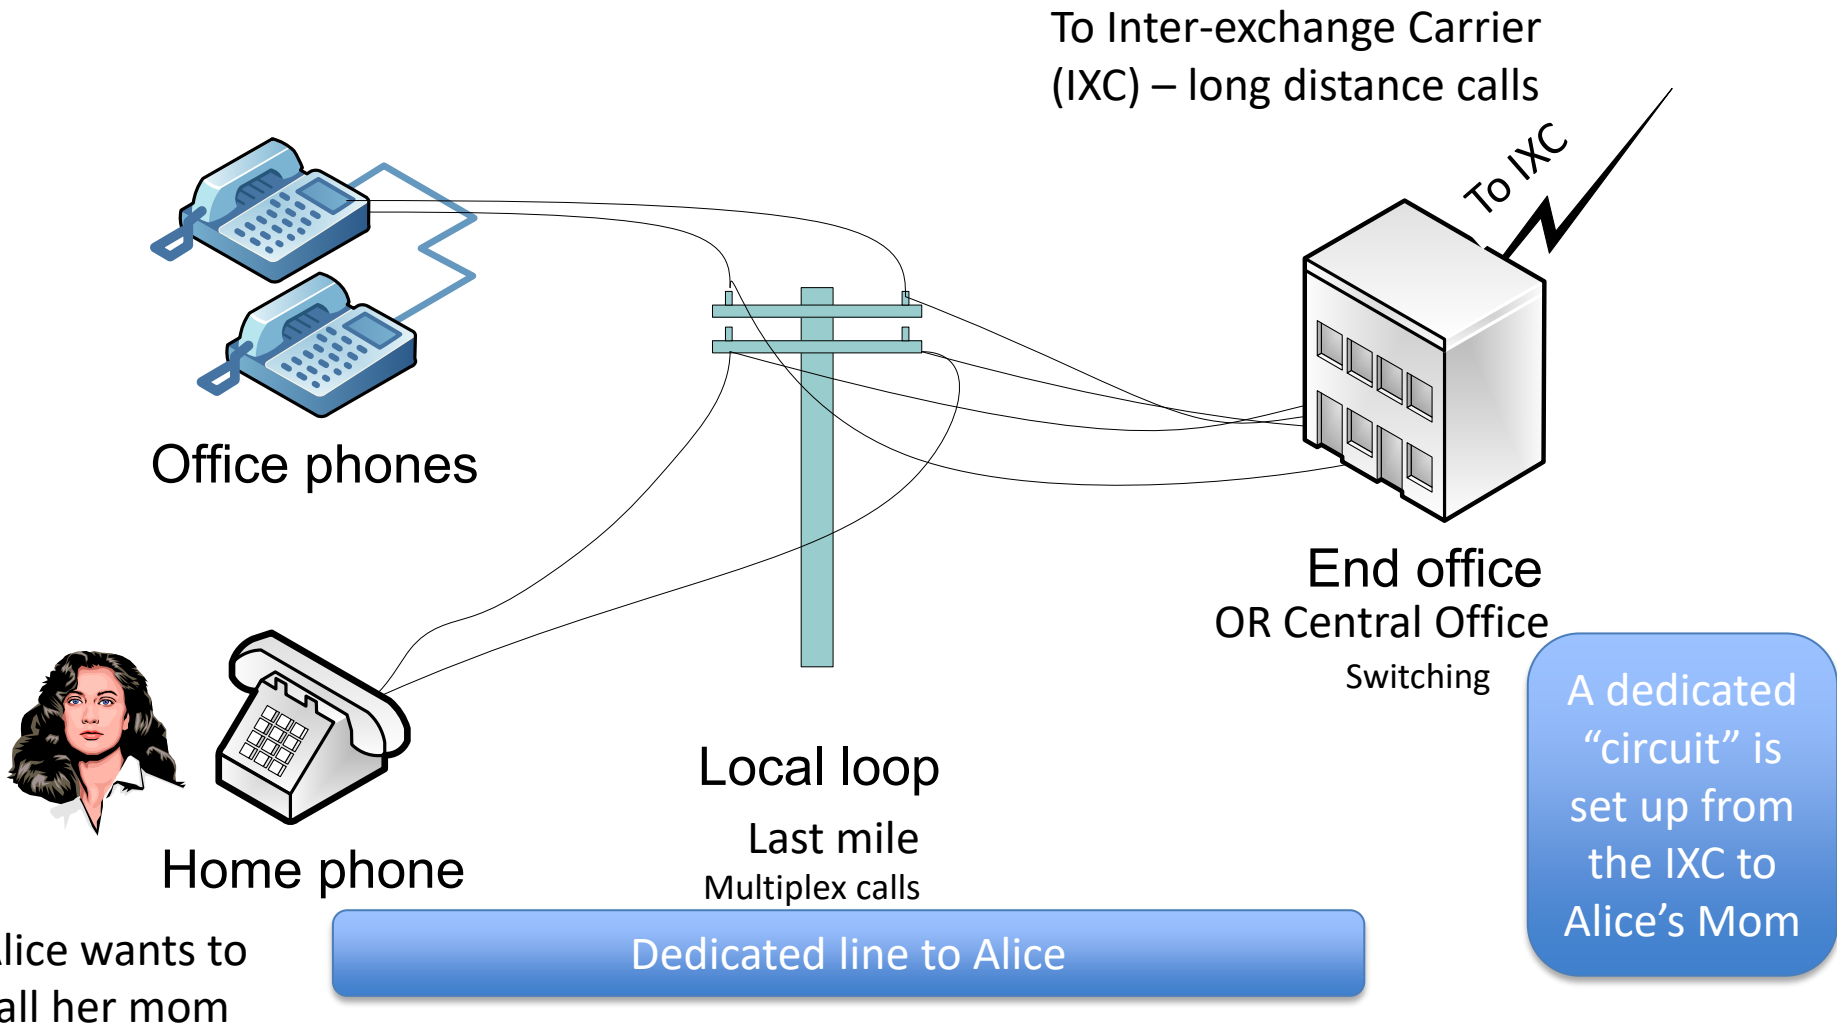 To Inter-exchange Carrier
(IXC) – long distance calls
To IXC
Office phones
End office
OR Central Office
Switching
A dedicated
“circuit” is
set up from
the IXC to
Alice’s Mom
Local loop
Last mile
Multiplex calls
Home phone
Dedicated line to Alice
lice wants to
all her mom